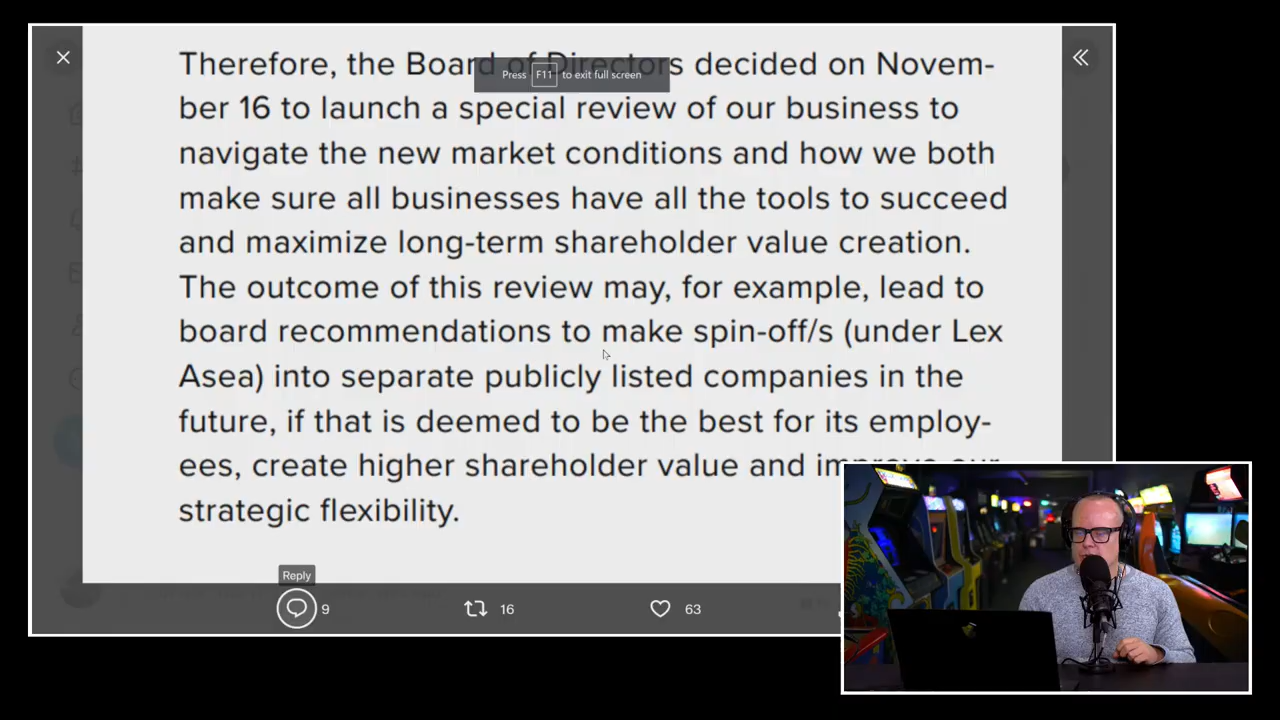 Therefore, the Board of Directors decided on Novem-
Press F11 to exit full screen
ber 16 to launch a special review of our business to
navigate the new market conditions and how we both
make sure all businesses have all the tools to succeed
and maximize long-term shareholder value creation.
The outcome of this review may, for example, lead to
board recommendations to make spin-off/s (under Lex
Asea) into separate publicly listed companies in the
future, if that is deemed to be the best for its employ-
ees, create higher shareholder value and improve our
strategic flexibility.
Reply
9 16 63